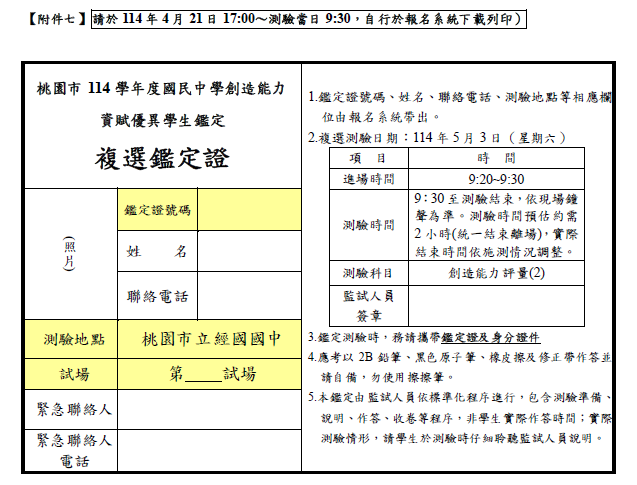 【附件七】請於 114 年 4 月 21 日 17:00～測驗當日 9:30，自行於報名系統下載列印）
桃園市 114 學年度國民中學創造能力
資賦優異學生鑑定
複選鑑定證
(照片)
鑑定證號碼
姓　　名
聯絡電話
測驗地點
桃園市立經國國中
試場
第____試場
緊急聯絡人
緊急聯絡人
電話
1.鑑定證號碼、姓名、聯絡電話、測驗地點等相應欄
位由報名系統帶出。
2.複選測驗日期：114 年 5 月 3 日（星期六）
項　目
時　間
進場時間
9:20~9:30
測驗時間
9：30 至測驗結束，依現場鐘
聲為準。測驗時間預估約需
2 小時(統一結束離場)，實際
結束時間依施測情況調整。
測驗科目
創造能力評量(2)
監試人員
簽章
3.鑑定測驗時，務請攜帶鑑定證及身分證件
4.應考以 2B 鉛筆、黑色原子筆、橡皮擦及修正帶作答並
請自備，勿使用擦擦筆。
5.本鑑定由監試人員依標準化程序進行，包含測驗準備、
說明、作答、收卷等程序，非學生實際作答時間；實際
測驗情形，請學生於測驗時仔細聆聽監試人員說明。